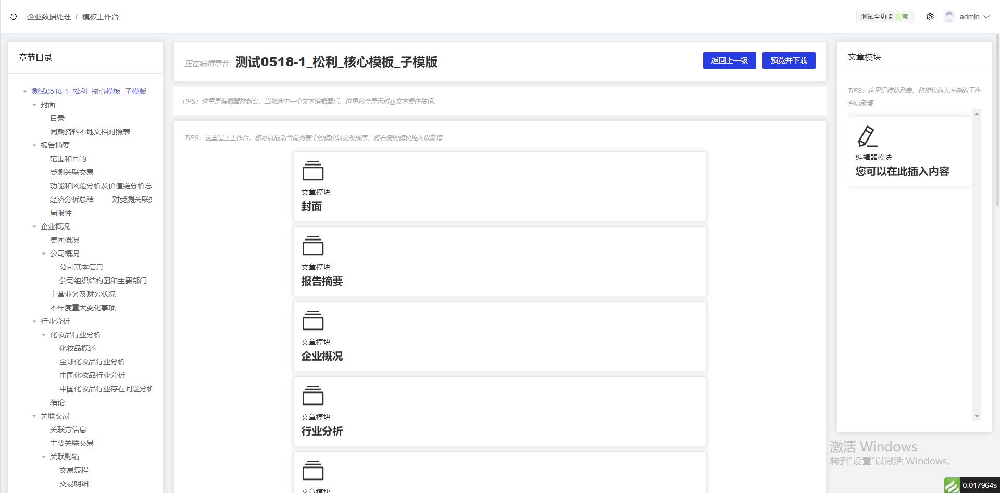 企业数据处理 / 模板工作台
测试全功能 正常
admin
章节目录
测试0518-1_松利_核心模板_子模版
封面
目录
同期资料本地文档对照表
报告摘要
范围和目的
受测关联交易
功能和风险分析及价值链分析总
经济分析总结 —— 对受测关联交
局限性
企业概况
集团概况
公司概况
公司基本信息
公司组织结构图和主要部门
主营业务及财务状况
本年度重大变化事项
行业分析
化妆品行业分析
化妆品概述
全球化妆品行业分析
中国化妆品行业分析
中国化妆品行业存在问题分析
结论
关联交易
关联方信息
主要关联交易
关联购销
交易流程
交易明细
正在编辑章节：测试0518-1_松利_核心模板_子模版
返回上一级
预览并下载
TIPS：这里是编辑器控制台，当您选中一个文本编辑器后，这里将会显示对应文本操作按钮。
TIPS：这里是主工作台，您可以拖动当前列表中的模块以更改排序，将右侧的模块拖入以新增
文章模块
封面
文章模块
报告摘要
文章模块
企业概况
文章模块
行业分析
文章模块
文章模块
TIPS：这里是模块列表，将模块拖入左侧的工作
台以新增
编辑器模块
您可以在此插入内容
激活 Windows
转到“设置”以激活 Windows。
0.017964s